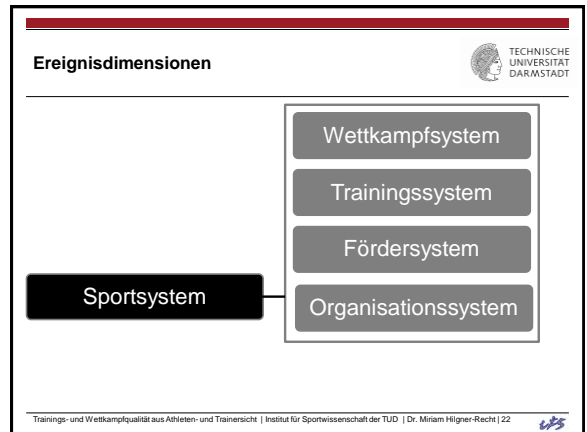 Ereignisdimensionen
TECHNISCHE
UNIVERSITÄT
DARMSTADT
Wettkampfsystem
Trainingssystem
Fördersystem
Sportsystem
Organisationssystem
Trainings- und Wettkampfqualität aus Athleten- und Trainersicht | Institut für Sportwissenschaft der TUD | Dr. Miriam Hilgner-Recht | 22